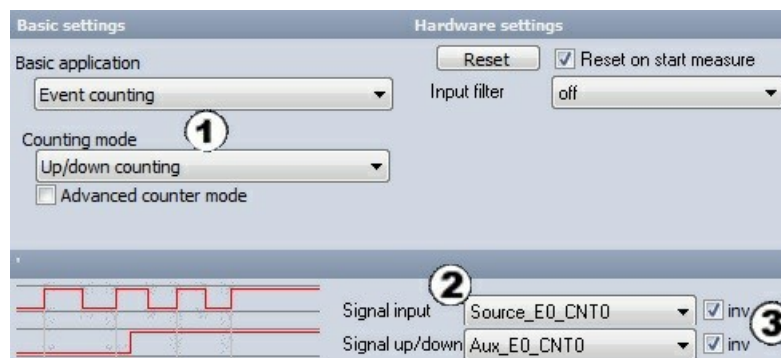 Basic settings
Hardware settings
Basic application
Reset
Reset on start measure
Event counting
Input filter
off
1
Counting mode
Up/down counting
Advanced counter mode
2
Signal input
Source_E0_CNT0
inv
3
Signal up/down
Aux_E0_CNT0
inv